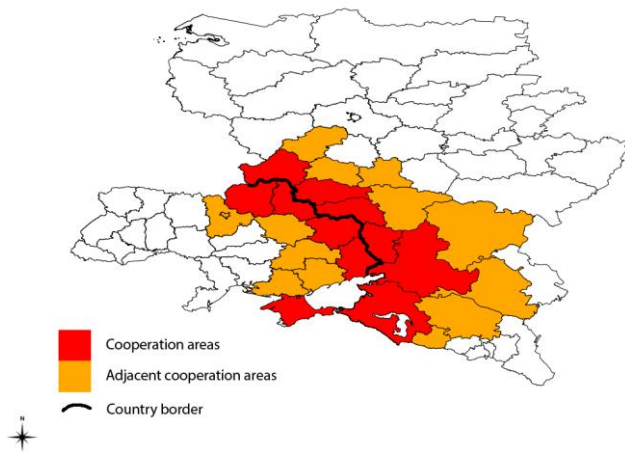 Cooperation areas
Adjacent cooperation areas
Country border
N